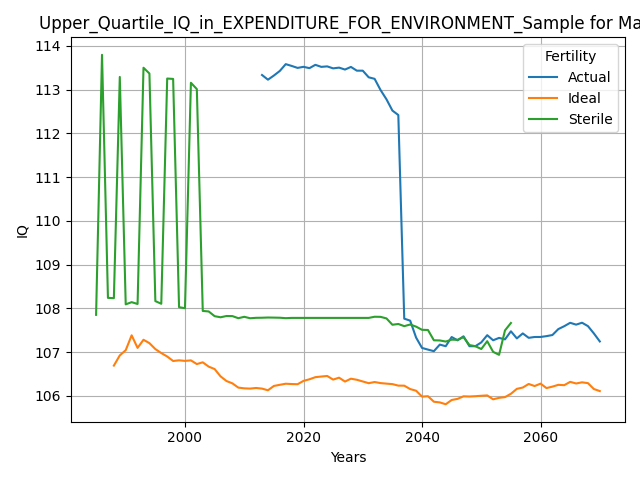 Upper_Quartile_IQ_in_EXPENDITURE_FOR_ENVIRONMENT_Sample for Ma
114
113
112
111
110
109
108
107
106
IQ
Fertility
Actual
Ideal
Sterile
2000
2020
2040
2060
Years